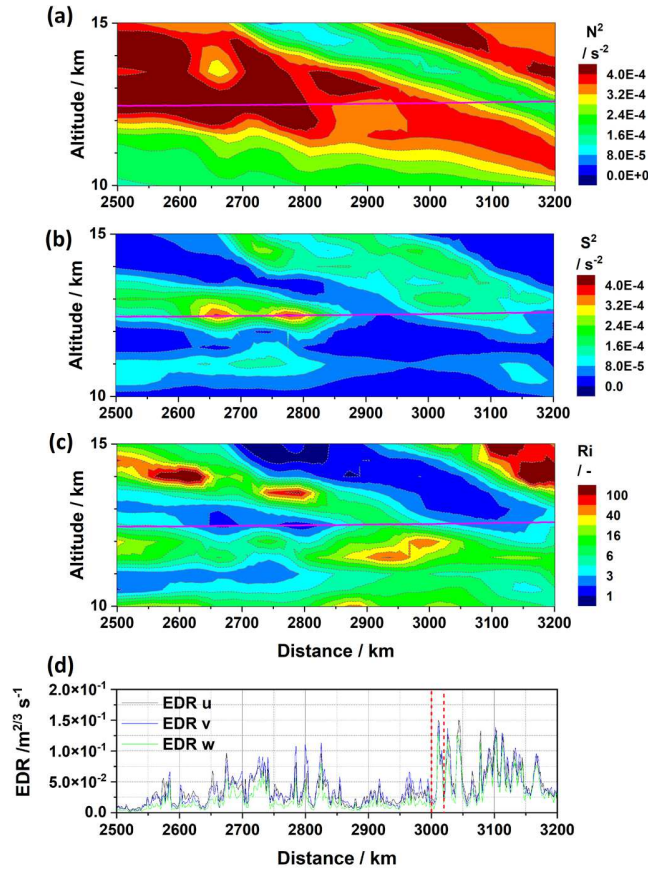 (a)
15
10
Altitude / km
2500 2600 2700 2800 2900 3000 3100 3200
N²
/ s⁻²
4.0E-4
3.2E-4
2.4E-4
1.6E-4
8.0E-5
0.0E+0
(b)
15
10
Altitude / km
2500 2600 2700 2800 2900 3000 3100 3200
S²
/ s⁻²
4.0E-4
3.2E-4
2.4E-4
1.6E-4
8.0E-5
0.0
(c)
15
10
Altitude / km
2500 2600 2700 2800 2900 3000 3100 3200
Distance / km
Ri
/ -
100
40
16
6
3
1
(d)
EDR /m²ᐟ³ s⁻¹
2.0×10⁻¹
1.5×10⁻¹
1.0×10⁻¹
5.0×10⁻²
0.0
EDR u
EDR v
EDR w
2500 2600 2700 2800 2900 3000 3100 3200
Distance / km